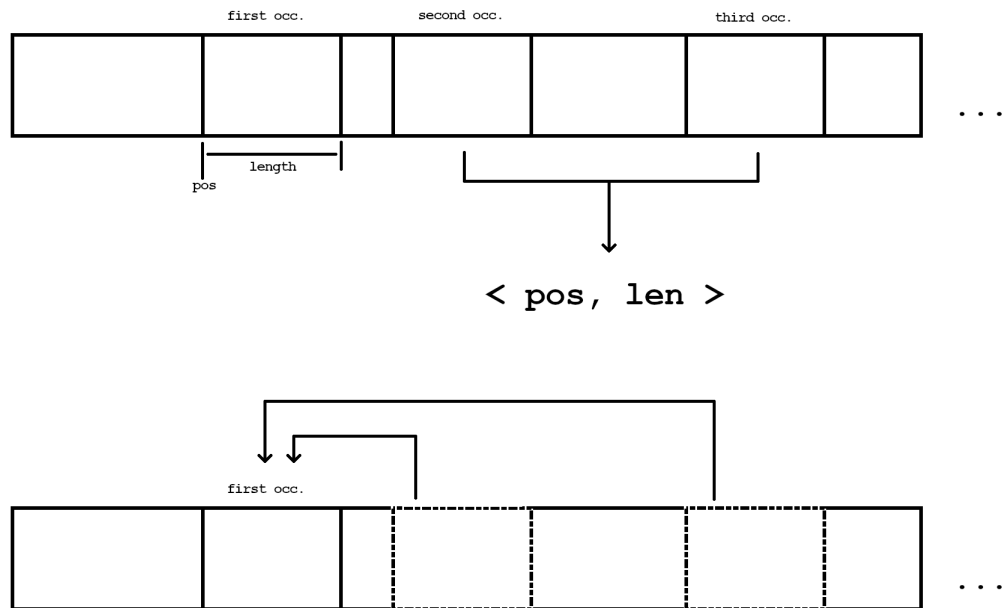 first occ. second occ. third occ.
...
length
pos
< pos, len >
first occ.
...